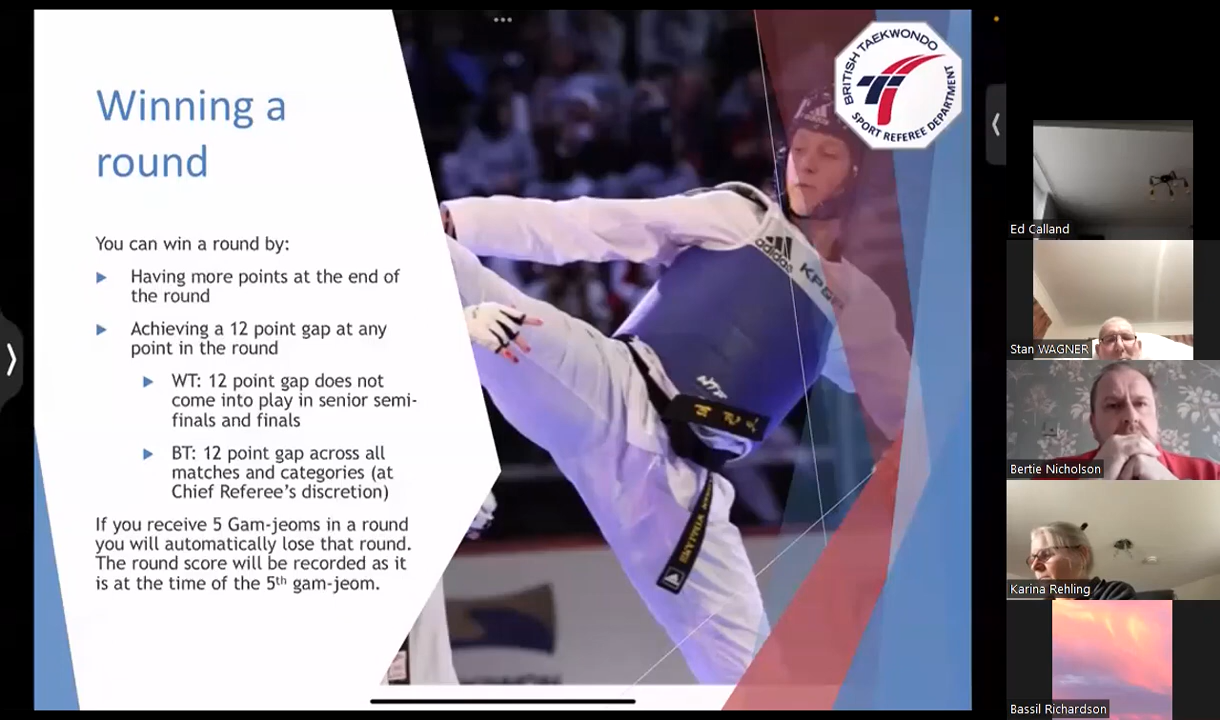 Winning a
round
You can win a round by:
Having more points at the end of
the round
Achieving a 12 point gap at any
point in the round
WT: 12 point gap does not
come into play in senior semi-
finals and finals
BT: 12 point gap across all
matches and categories (at
Chief Referee's discretion)
If you receive 5 Gam-jeoms in a round
you will automatically lose that round.
The round score will be recorded as it
is at the time of the 5th gam-jeom.
BRITISH TAEKWONDO
SPORT REFEREE DEPARTMENT
adidas
WTF
Ed Calland
Stan WAGNER
Bertie Nicholson
Karina Rehling
Bassil Richardson